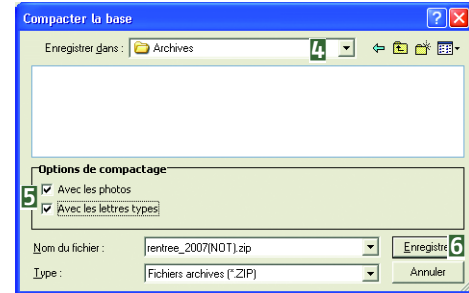 Compacter la base
Enregistrer dans : Archives 4
Options de compactage
5
Avec les photos
Avec les lettres types
Nom du fichier : rentree_2007(NOT).zip Enregistre 6
Type : Fichiers archives (*.ZIP) Annuler